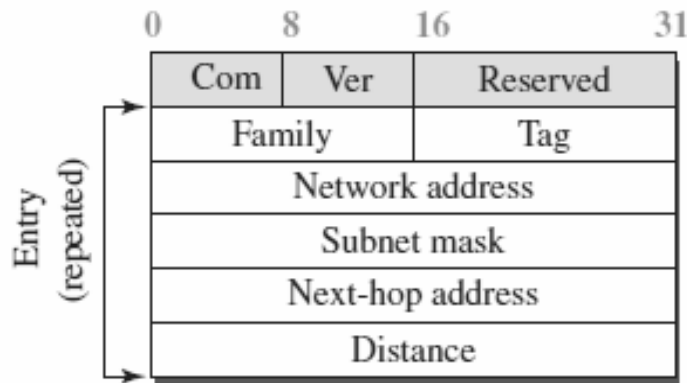 0 8 16 31
Com Ver Reserved
Family Tag
Network address
Subnet mask
Next-hop address
Distance
Entry
(repeated)